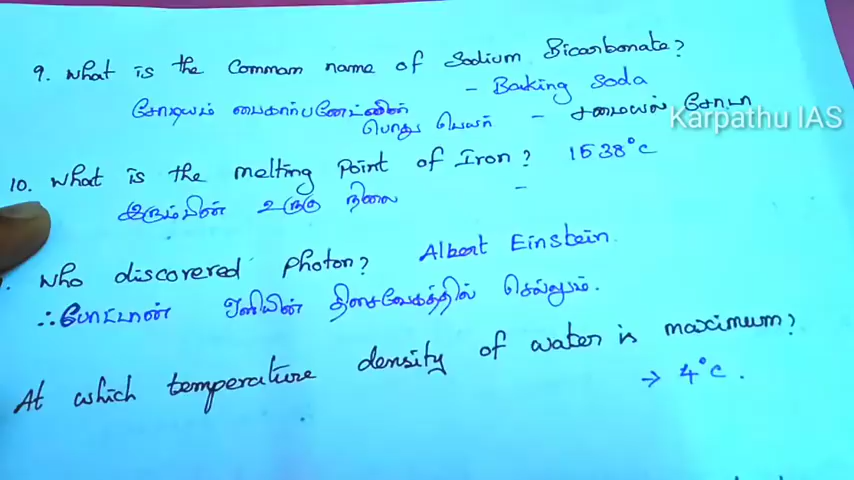 9. What is the Common name of Sodium Bicarbonate?
- Baking Soda
சோடியம் பைகார்பனேட்டின்
பொது பெயர் - சமையல் சோடா
Karpathu IAS
10. What is the melting Point of Iron? 1538°C
இரும்பின் உருகு நிலை -
Who discovered Photon? Albert Einstein
∴ போட்டான் ஒளியின் திசைவேகத்தில் செல்லும்.
At which temperature density of water is maximum?
→ 4°C.